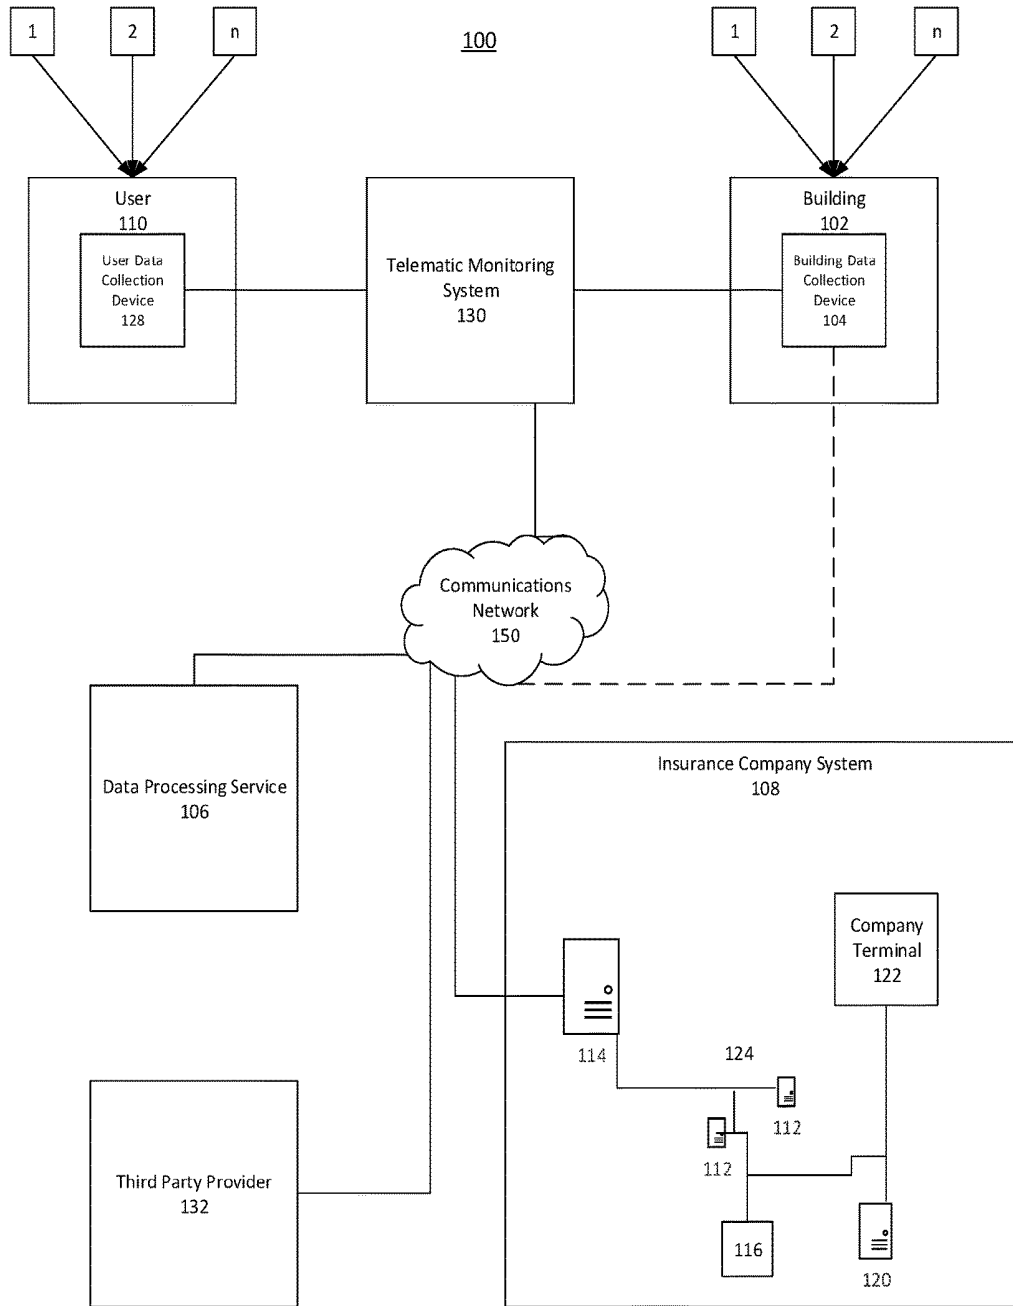 1
2
n
100
1
2
n
User
110
User Data
Collection
Device
128
Telematic Monitoring
System
130
Building
102
Building Data
Collection
Device
104
Communications
Network
150
Data Processing Service
106
Insurance Company System
108
Company
Terminal
122
114
124
112
112
Third Party Provider
132
116
120